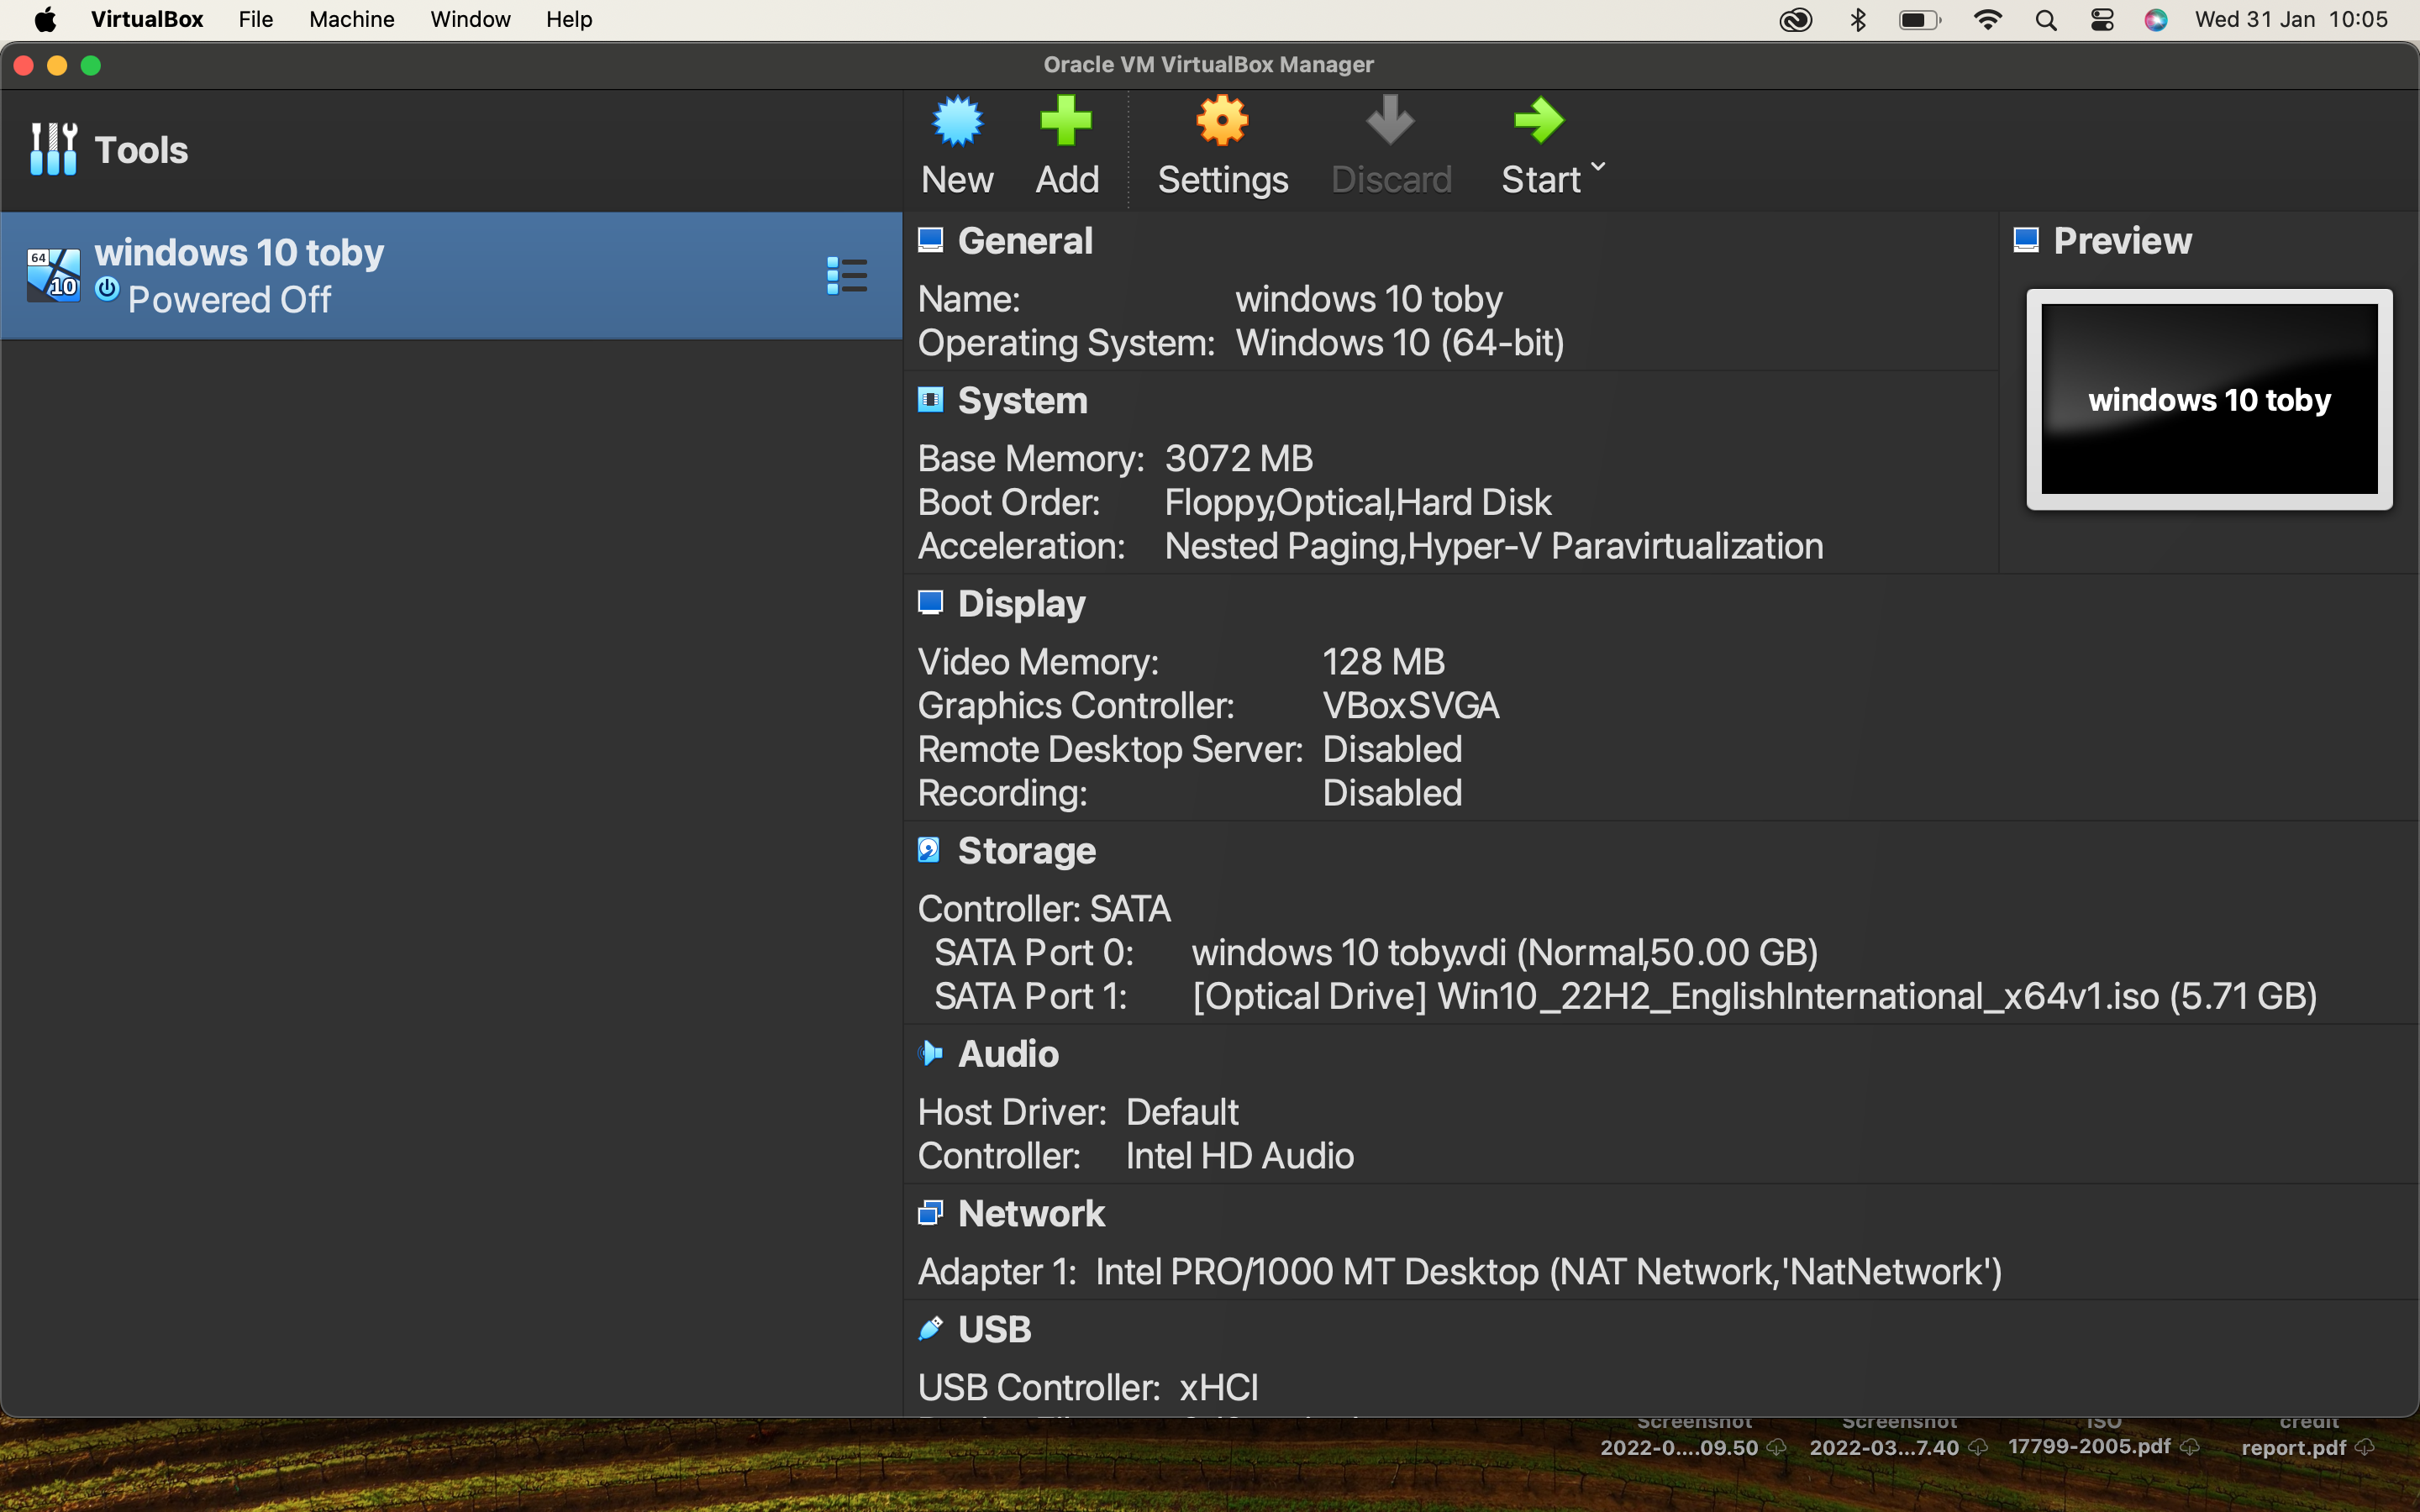 VirtualBox File Machine Window Help Wed 31 Jan 10:05
Oracle VM VirtualBox Manager
Tools
New Add Settings Discard Start
windows 10 toby
Powered Off
64
10
General
Name: windows 10 toby
Operating System: Windows 10 (64-bit)
Preview
windows 10 toby
System
Base Memory: 3072 MB
Boot Order: Floppy,Optical,Hard Disk
Acceleration: Nested Paging,Hyper-V Paravirtualization
Display
Video Memory: 128 MB
Graphics Controller: VBoxSVGA
Remote Desktop Server: Disabled
Recording: Disabled
Storage
Controller: SATA
SATA Port 0: windows 10 toby.vdi (Normal,50.00 GB)
SATA Port 1: [Optical Drive] Win10_22H2_EnglishInternational_x64v1.iso (5.71 GB)
Audio
Host Driver: Default
Controller: Intel HD Audio
Network
Adapter 1: Intel PRO/1000 MT Desktop (NAT Network,'NatNetwork')
USB
USB Controller: xHCI
Screenshot Screenshot ISO credit
2022-0....09.50 2022-03...7.40 17799-2005.pdf report.pdf